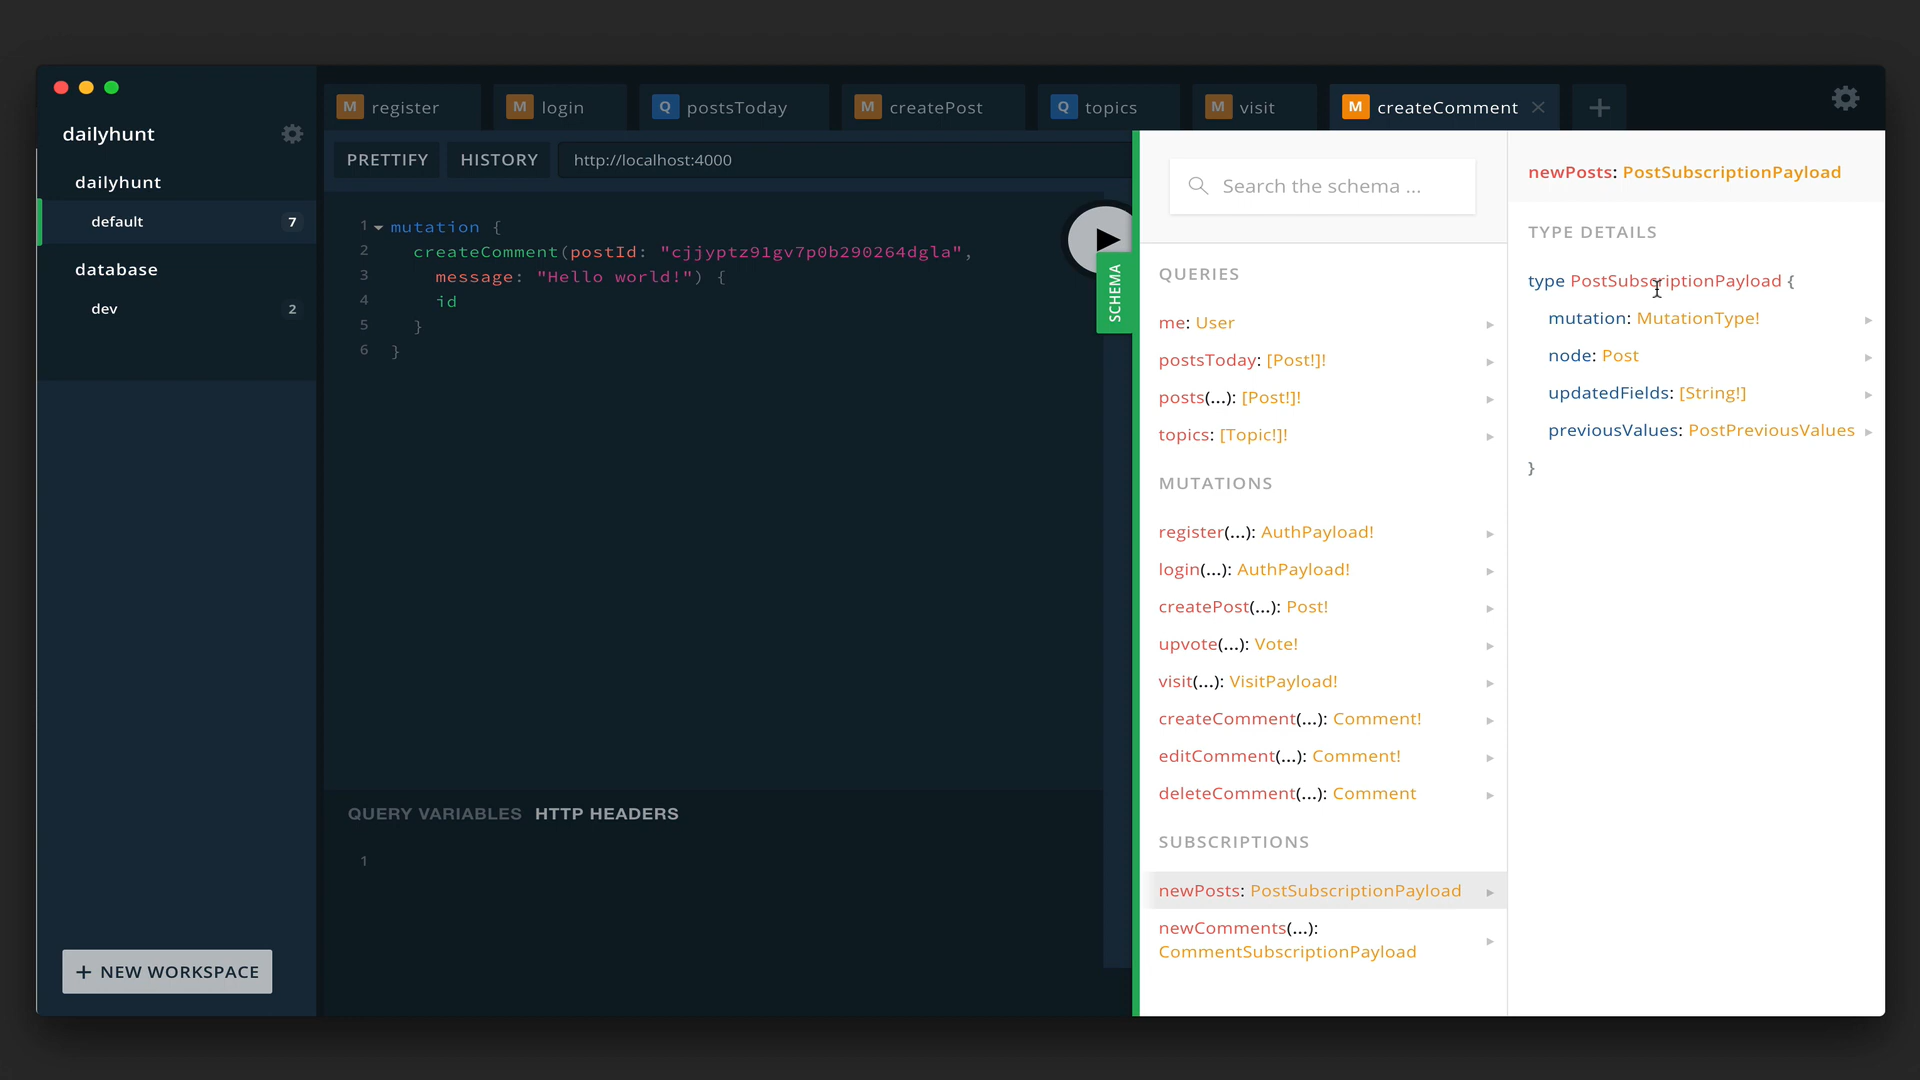 dailyhunt
dailyhunt
default 7
database
dev 2
+ NEW WORKSPACE
M register
M login
Q postsToday
M createPost
Q topics
M visit
M createComment
PRETTIFY HISTORY http://localhost:4000
1 mutation {
2 createComment(postId: "cjjyptz91gv7p0b290264dgla",
3 message: "Hello world!") {
4 id
5 }
6 }
QUERY VARIABLES HTTP HEADERS
1
SCHEMA
Search the schema ...
QUERIES
me: User
postsToday: [Post!]!
posts(...): [Post!]!
topics: [Topic!]!
MUTATIONS
register(...): AuthPayload!
login(...): AuthPayload!
createPost(...): Post!
upvote(...): Vote!
visit(...): VisitPayload!
createComment(...): Comment!
editComment(...): Comment!
deleteComment(...): Comment
SUBSCRIPTIONS
newPosts: PostSubscriptionPayload
newComments(...):
CommentSubscriptionPayload
newPosts: PostSubscriptionPayload
TYPE DETAILS
type PostSubscriptionPayload {
mutation: MutationType!
node: Post
updatedFields: [String!]
previousValues: PostPreviousValues
}